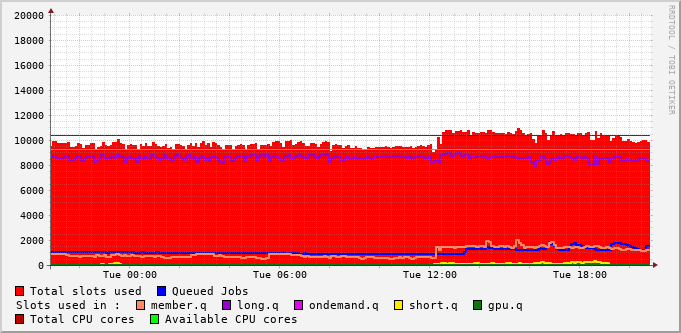 20000
18000
16000
14000
12000
10000
8000
6000
4000
2000
0
Tue 00:00 Tue 06:00 Tue 12:00 Tue 18:00
Total slots used Queued Jobs
Slots used in : member.q long.q ondemand.q short.q gpu.q
Total CPU cores Available CPU cores
RRDTOOL / TOBI OETIKER